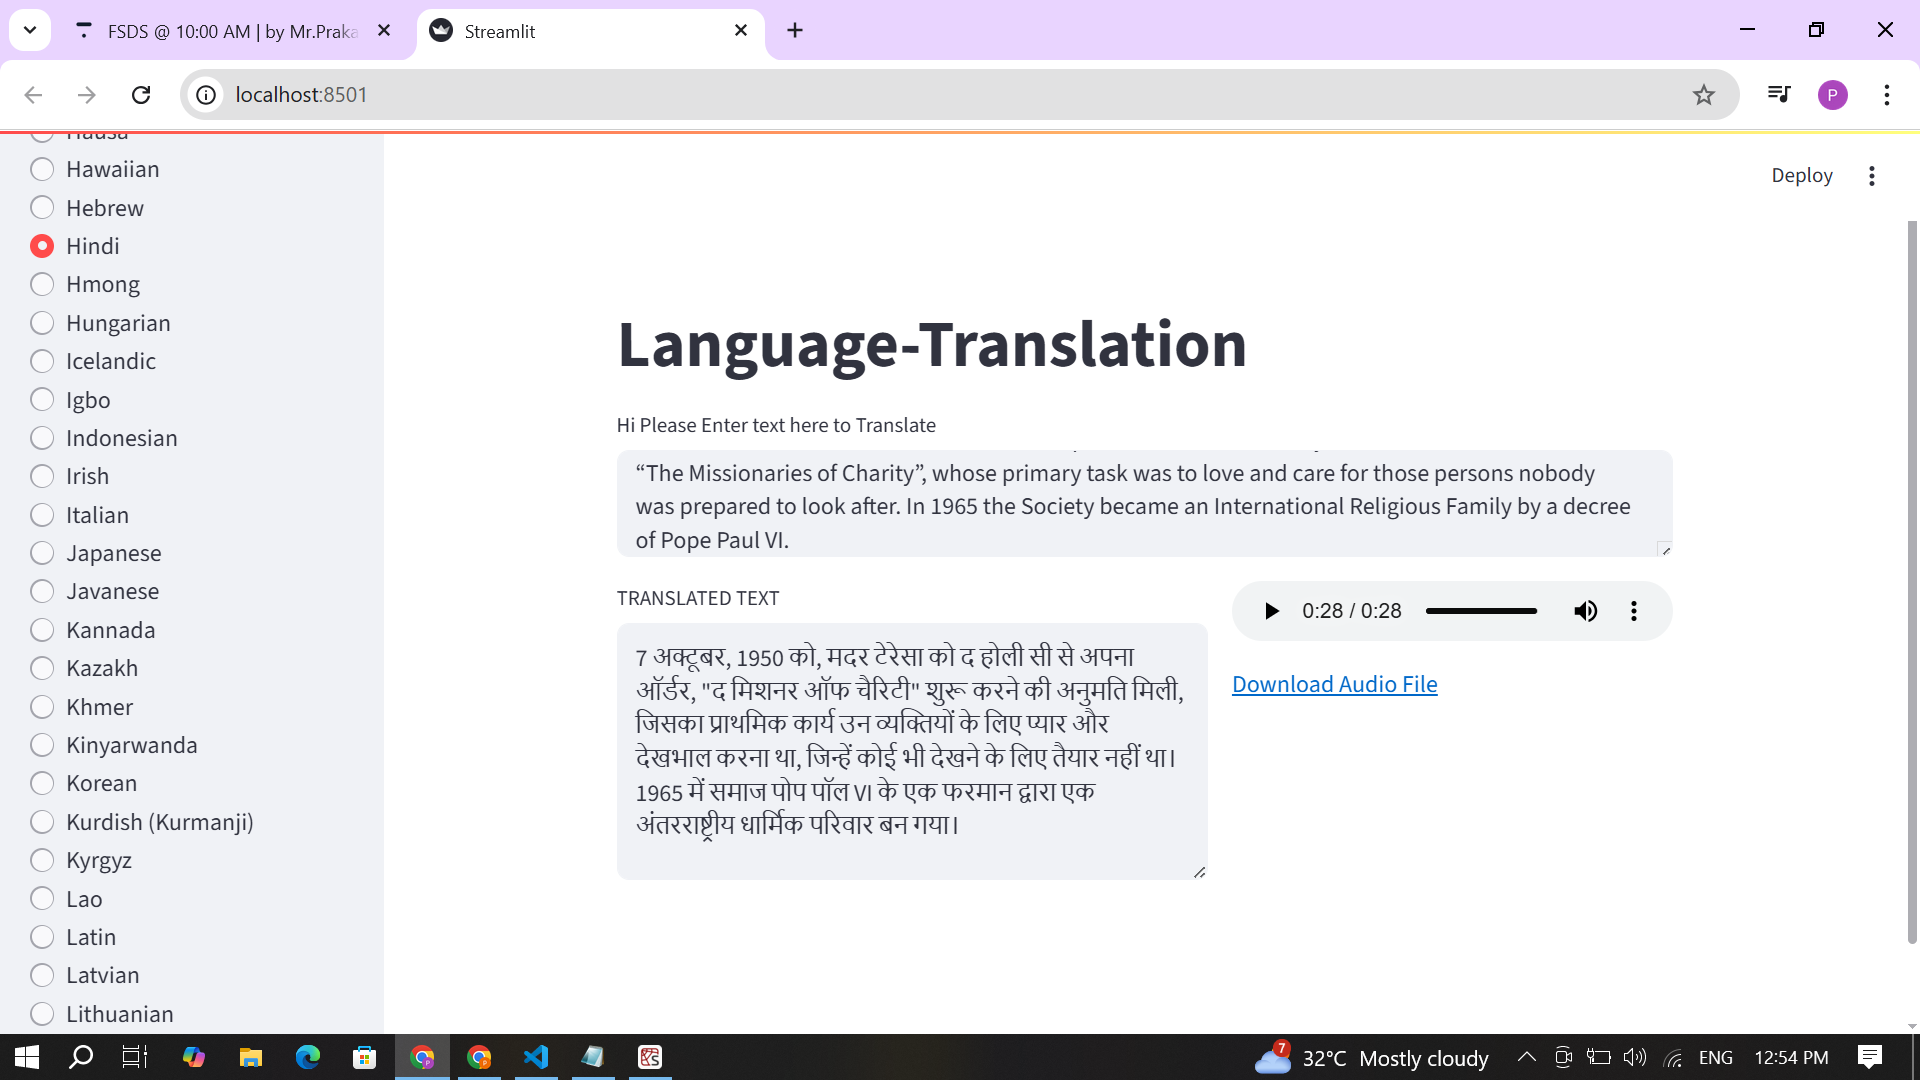 FSDS @ 10:00 AM | by Mr.Praka
Streamlit
localhost:8501
P
Hausa
Hawaiian
Hebrew
Hindi
Hmong
Hungarian
Icelandic
Igbo
Indonesian
Irish
Italian
Japanese
Javanese
Kannada
Kazakh
Khmer
Kinyarwanda
Korean
Kurdish (Kurmanji)
Kyrgyz
Lao
Latin
Latvian
Lithuanian
Deploy
Language-Translation
Hi Please Enter text here to Translate
“The Missionaries of Charity”, whose primary task was to love and care for those persons nobody
was prepared to look after. In 1965 the Society became an International Religious Family by a decree
of Pope Paul VI.
TRANSLATED TEXT
7 अक्टूबर, 1950 को, मदर टेरेसा को द होली सी से अपना
ऑर्डर, "द मिशनर ऑफ चैरिटी" शुरू करने की अनुमति मिली,
जिसका प्राथमिक कार्य उन व्यक्तियों के लिए प्यार और
देखभाल करना था, जिन्हें कोई भी देखने के लिए तैयार नहीं था।
1965 में समाज पोप पॉल VI के एक फरमान द्वारा एक
अंतरराष्ट्रीय धार्मिक परिवार बन गया।
0:28 / 0:28
Download Audio File
7
32°C Mostly cloudy
ENG
12:54 PM